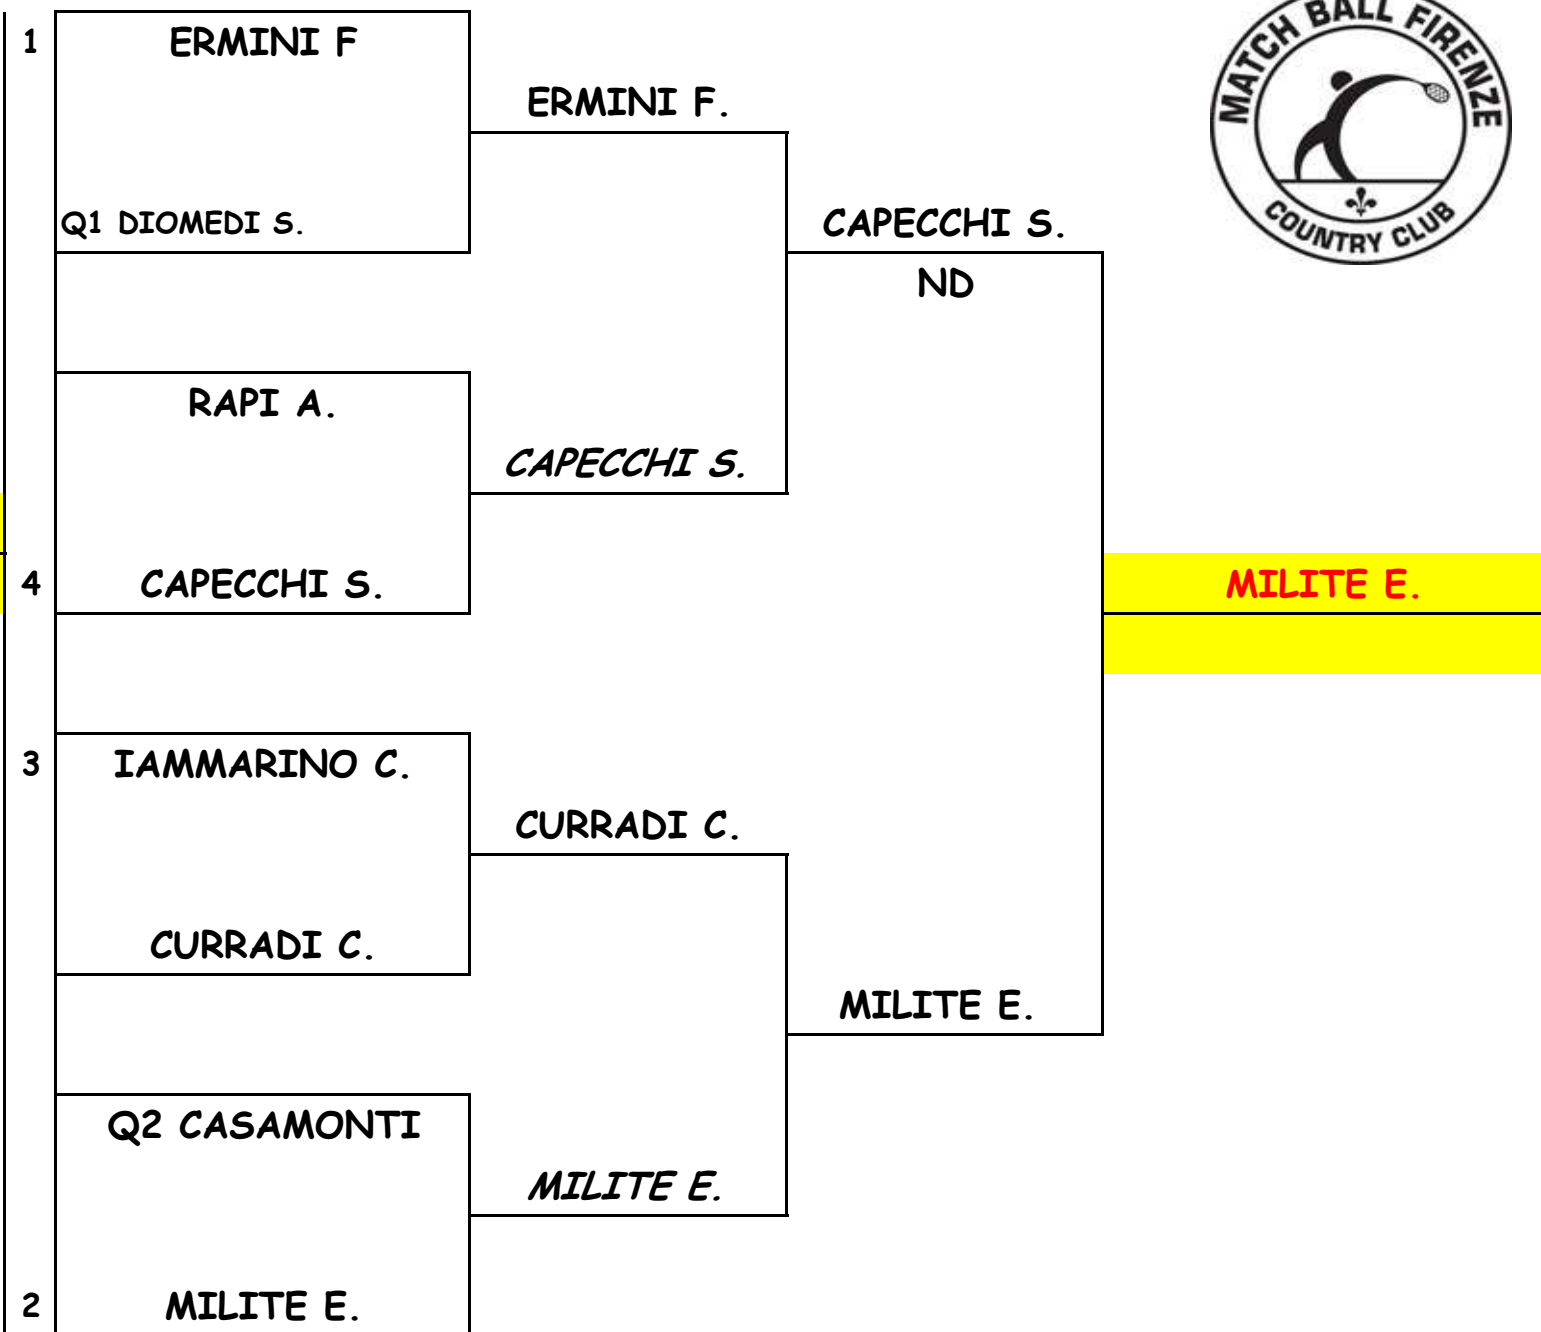 1 ERMINI F
ERMINI F.
Q1 DIOMEDI S.
CAPECCHI S.
ND
RAPI A.
CAPECCHI S.
4 CAPECCHI S.
MILITE E.
3 IAMMARINO C.
CURRADI C.
CURRADI C.
MILITE E.
Q2 CASAMONTI
MILITE E.
2 MILITE E.
MATCH BALL FIRENZE
COUNTRY CLUB